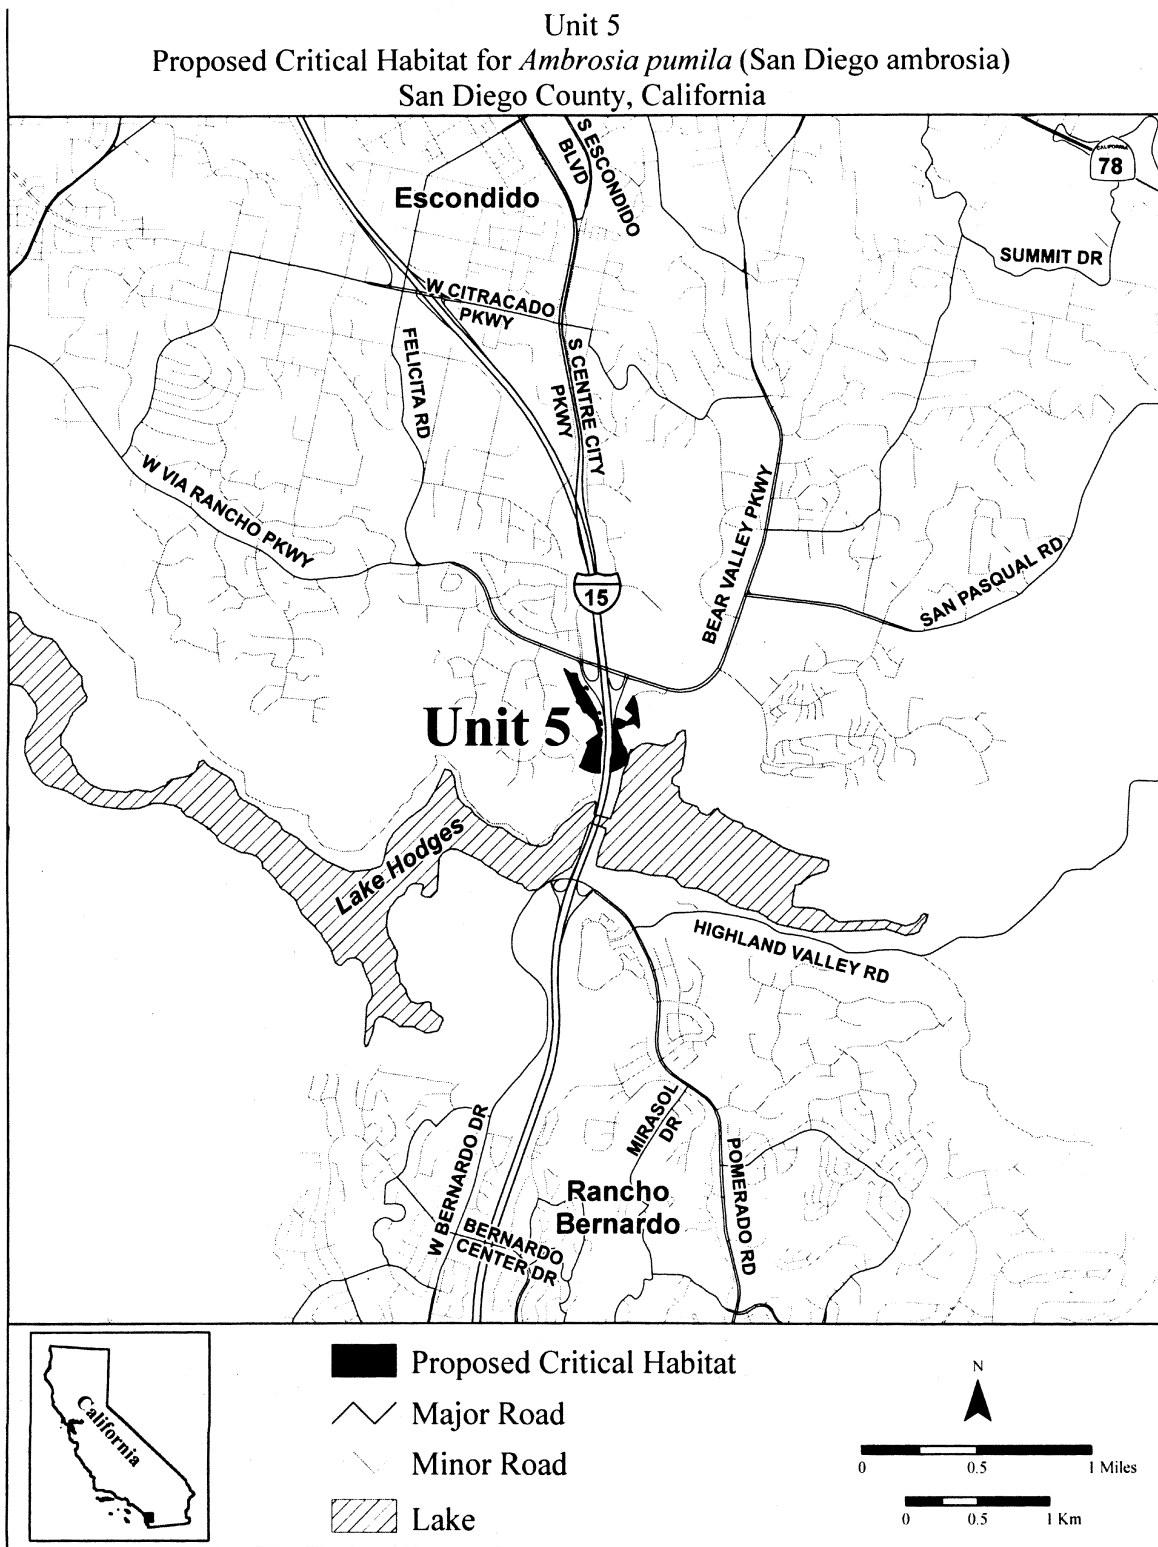 Unit 5
Proposed Critical Habitat for Ambrosia pumila (San Diego ambrosia)
San Diego County, California
S ESCONDIDO
BLVD
CALIFORNIA
78
Escondido
SUMMIT DR
W CITRACADO
PKWY
FELICITA RD
S CENTRE CITY
PKWY
W VIA RANCHO PKWY
BEAR VALLEY PKWY
SAN PASQUAL RD
15
Unit 5
Lake Hodges
HIGHLAND VALLEY RD
MIRASOL
DR
W BERNARDO DR
POMERADO RD
Rancho
Bernardo
BERNARDO
CENTER DR
California
Proposed Critical Habitat
Major Road
Minor Road
Lake
N
0 0.5 1 Miles
0 0.5 1 Km